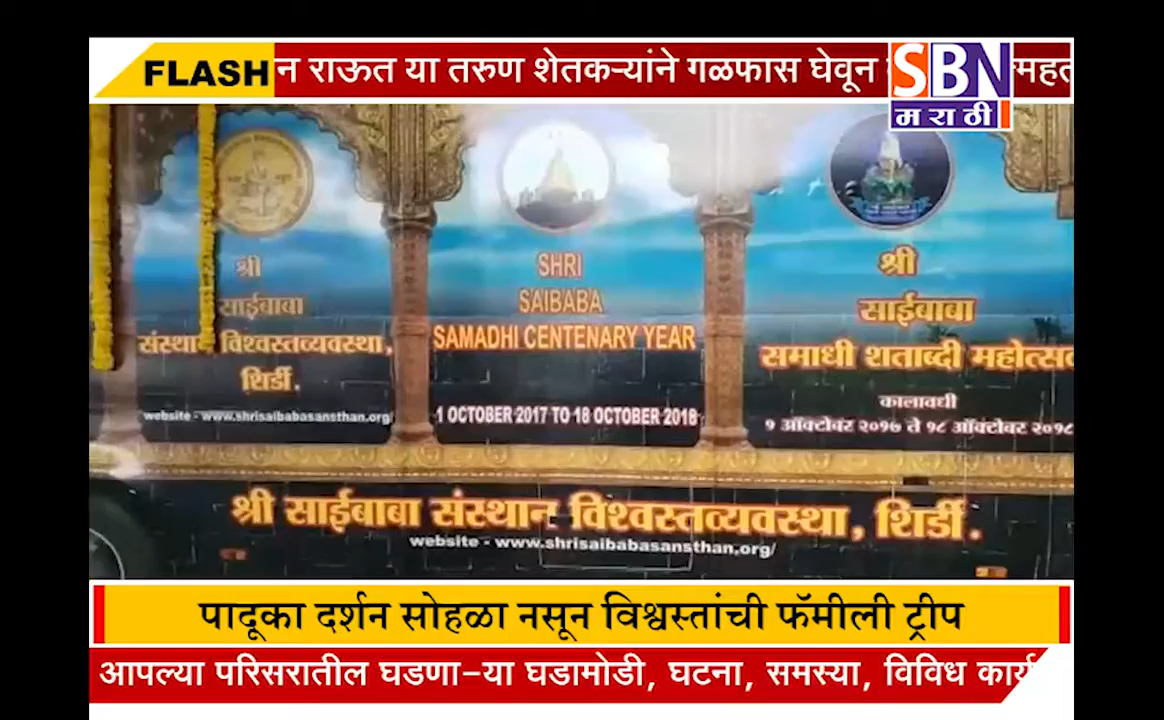 FLASH
न राऊत या तरुण शेतकऱ्यांने गळफास घेवून
SBN
मराठी
श्री
साईबाबा
संस्थान विश्वस्तव्यवस्था,
शिर्डी.
website - www.shrisaibabasansthan.org/
SHRI
SAIBABA
SAMADHI CENTENARY YEAR
1 OCTOBER 2017 TO 18 OCTOBER 2018
श्री
साईबाबा
समाधी शताब्दी महोत्सव
कालावधी
१ ऑक्टोबर २०१७ ते १८ ऑक्टोबर २०१८
श्री साईबाबा संस्थान विश्वस्तव्यवस्था, शिर्डी.
website - www.shrisaibabasansthan.org/
पादूका दर्शन सोहळा नसून विश्वस्तांची फॅमीली ट्रीप
आपल्या परिसरातील घडणा-या घडामोडी, घटना, समस्या, विविध कार्य